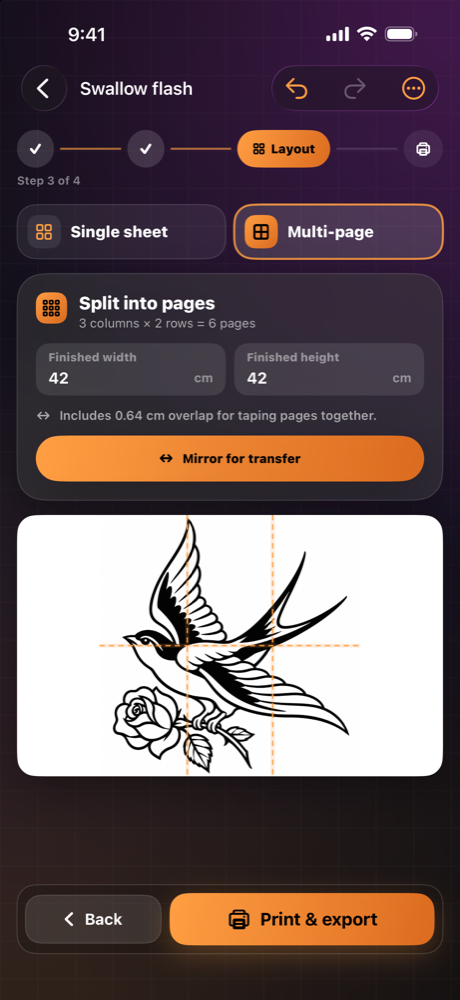 9:41
Swallow flash
Layout
Step 3 of 4
Single sheet
Multi-page
Split into pages
3 columns × 2 rows = 6 pages
Finished width
42 cm
Finished height
42 cm
Includes 0.64 cm overlap for taping pages together.
Mirror for transfer
Back
Print & export